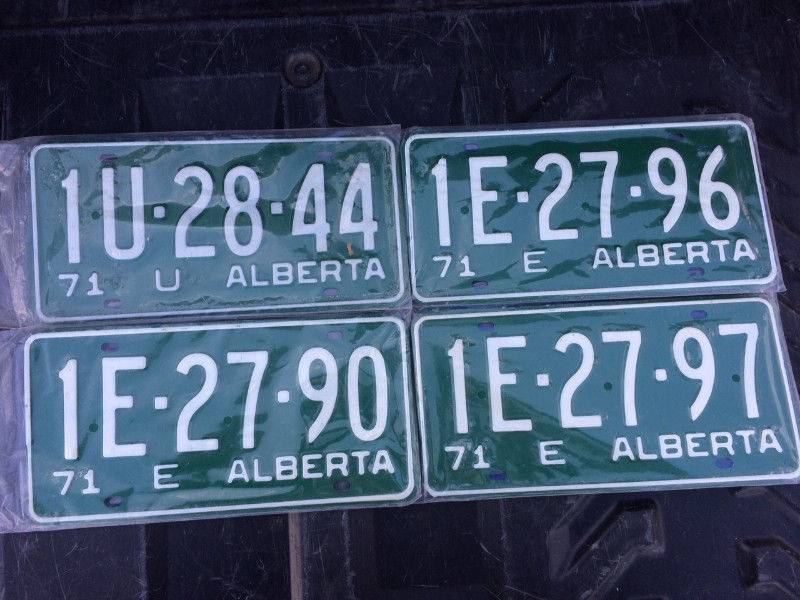 1U·28·44
71 U ALBERTA
1E·27·96
71 E ALBERTA
1E·27·90
71 E ALBERTA
1E·27·97
71 E ALBERTA